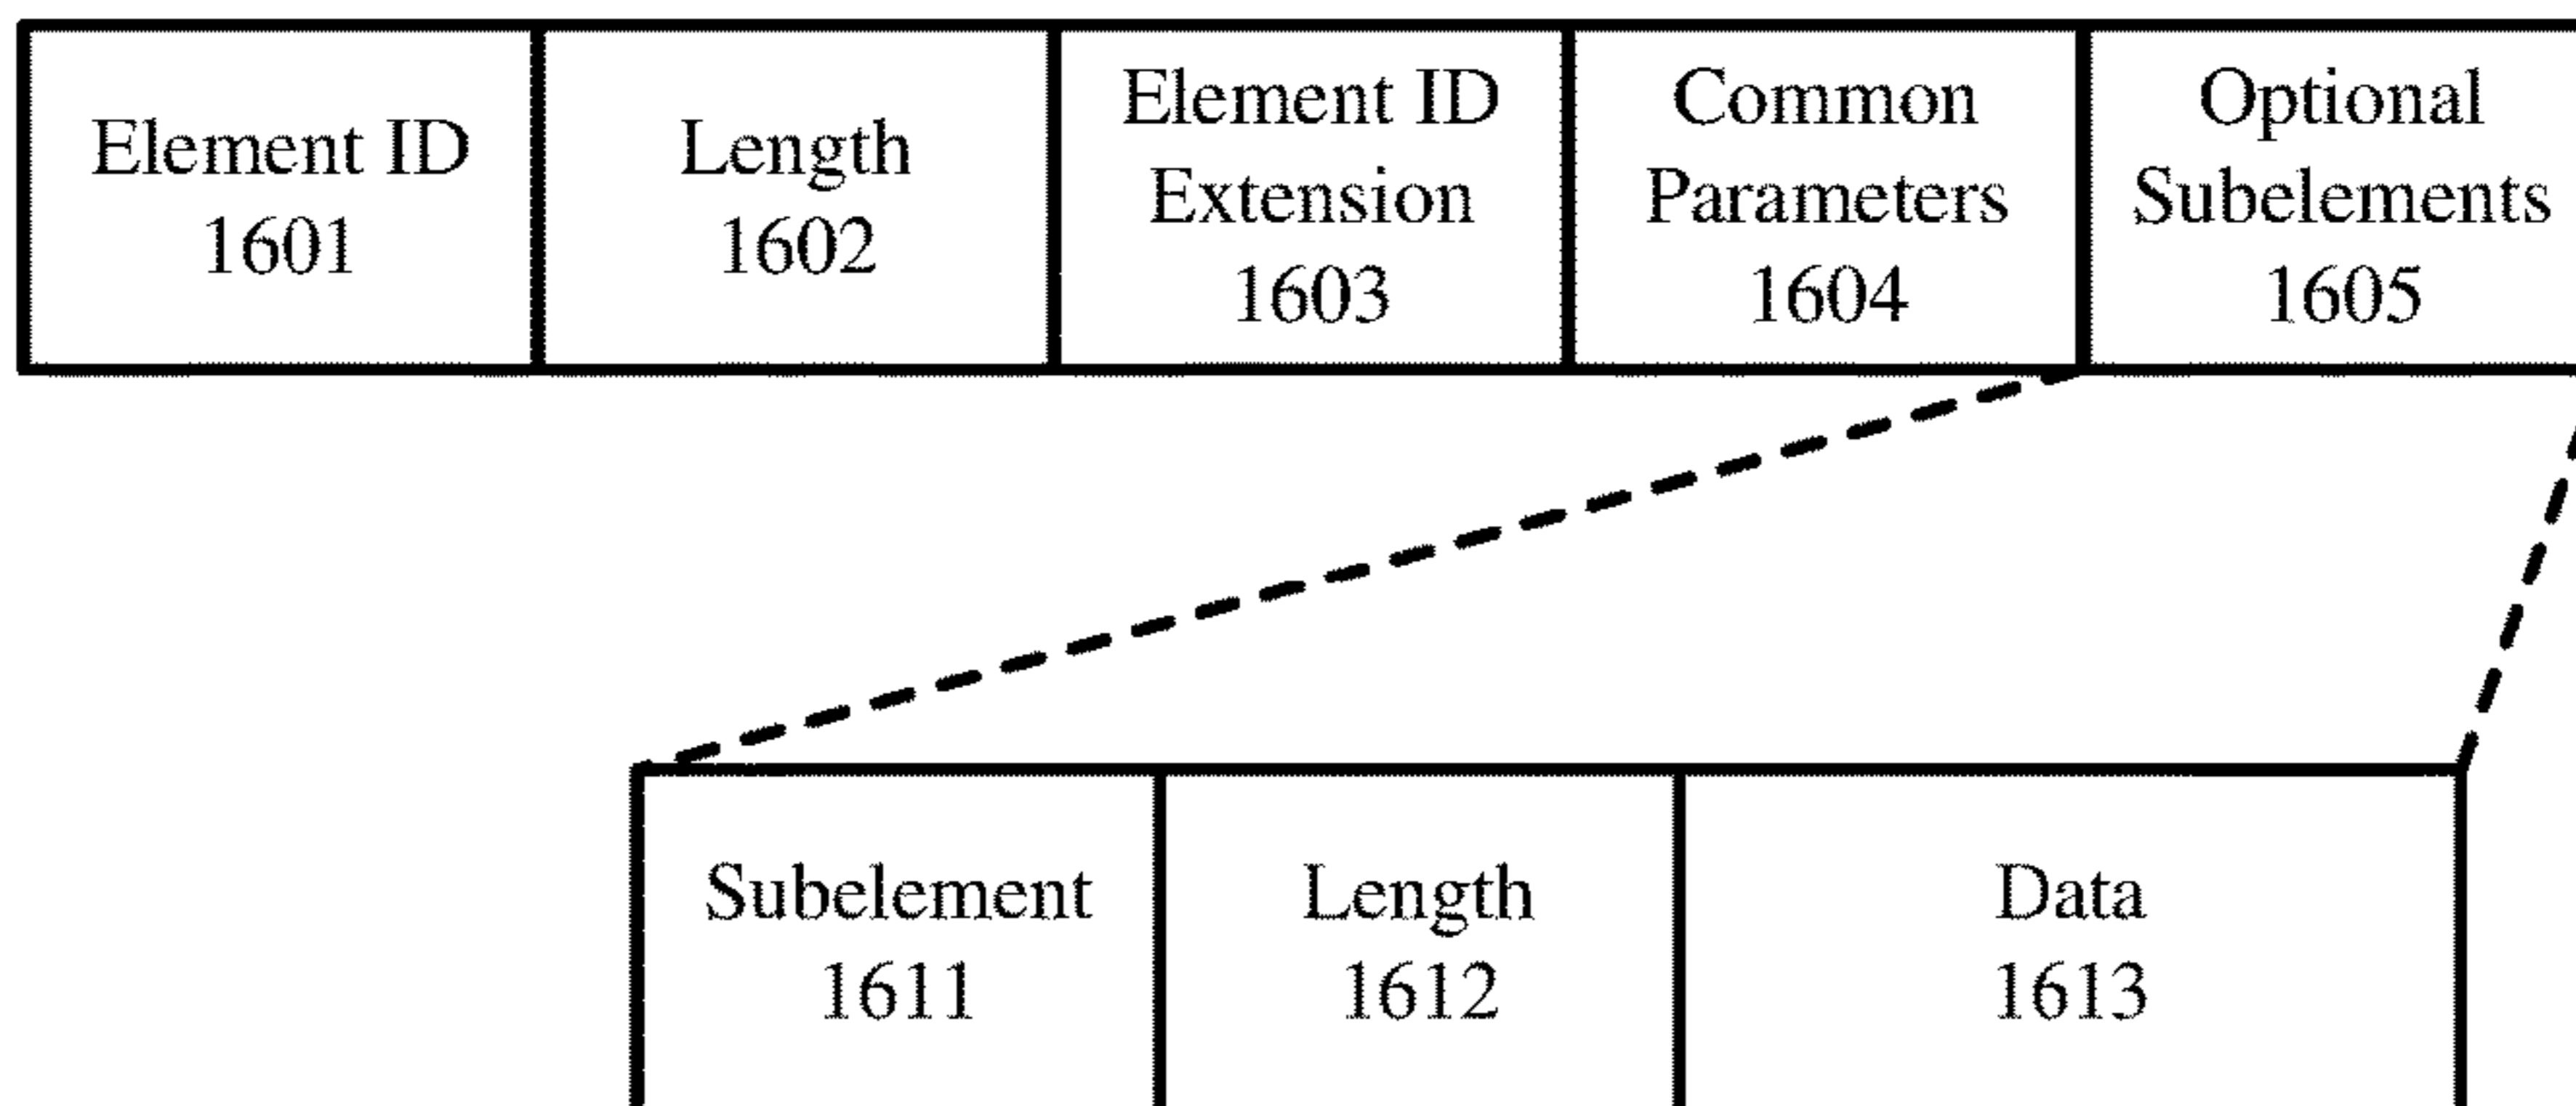 Element ID
1601
Length
1602
Element ID
Extension
1603
Common
Parameters
1604
Optional
Subelements
1605
Subelement
1611
Length
1612
Data
1613